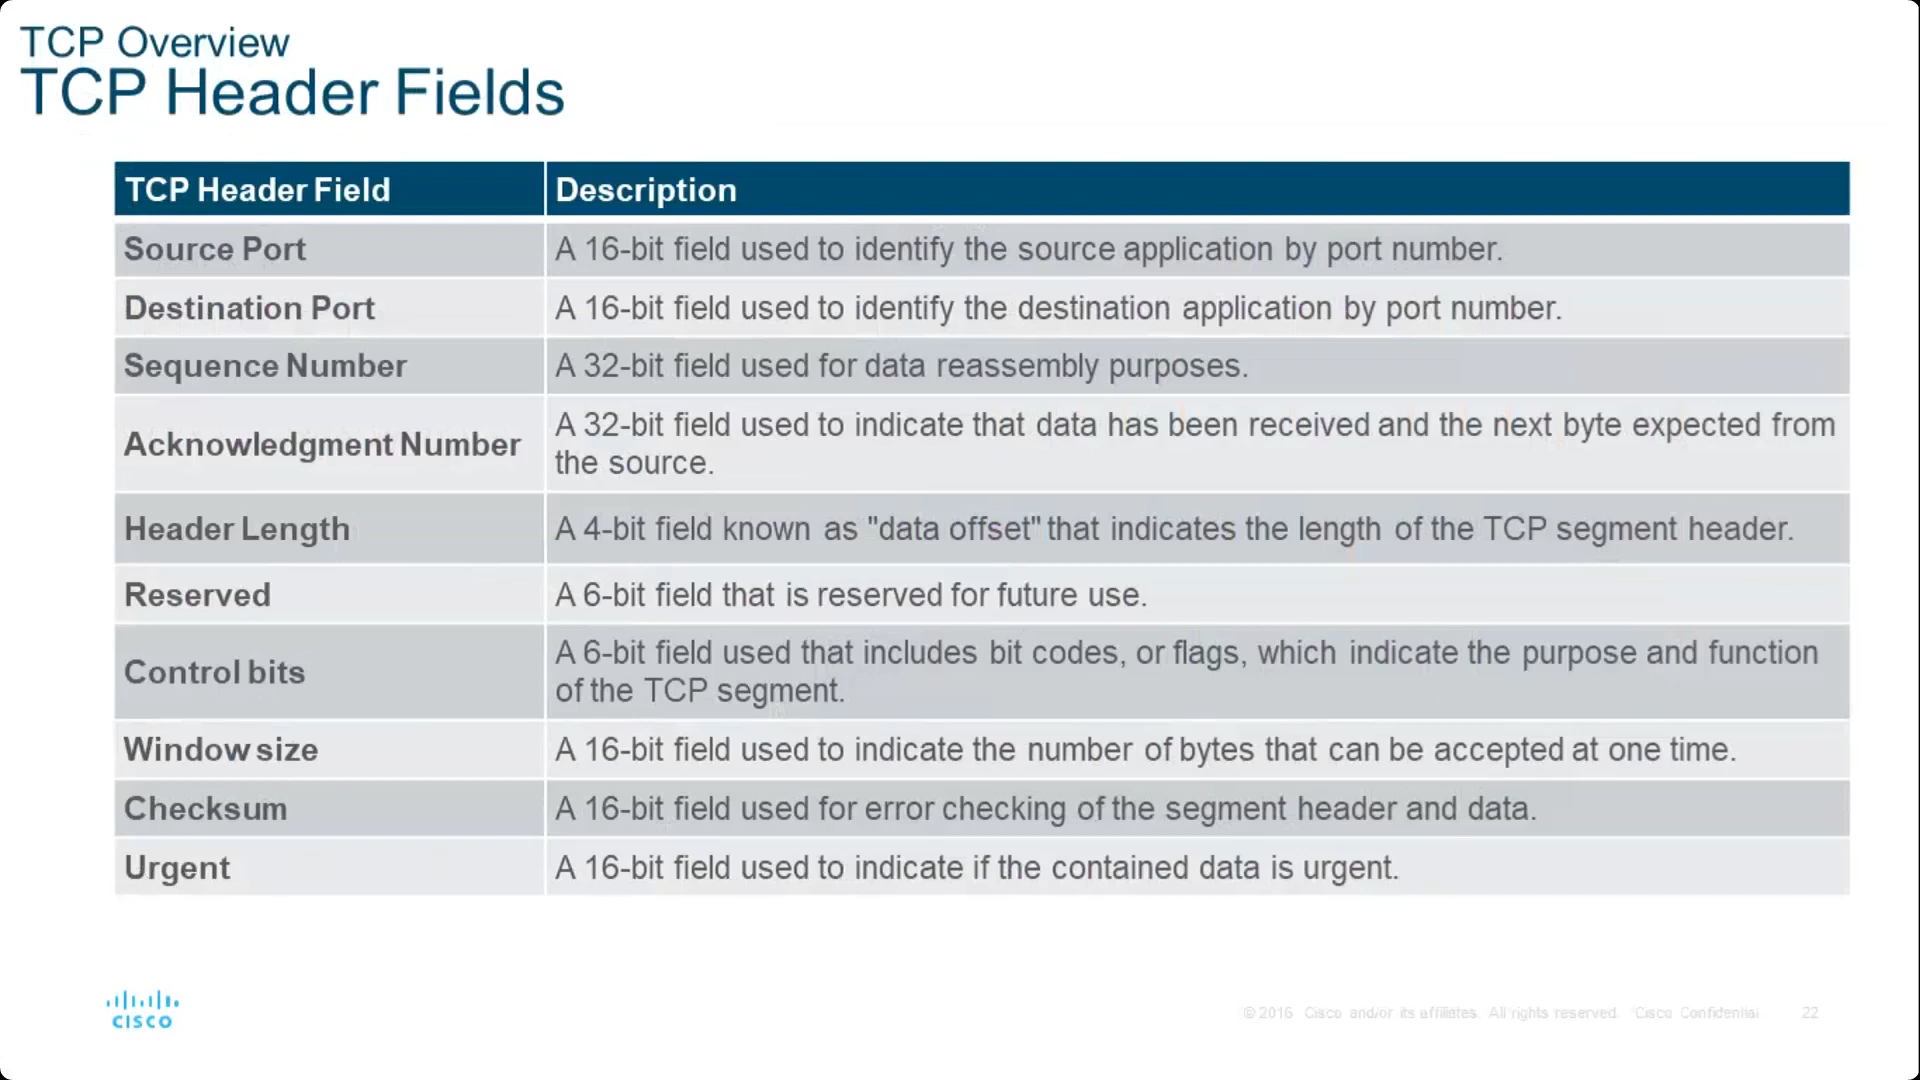 TCP Overview
TCP Header Fields
TCP Header Field Description
Source Port A 16-bit field used to identify the source application by port number.
Destination Port A 16-bit field used to identify the destination application by port number.
Sequence Number A 32-bit field used for data reassembly purposes.
Acknowledgment Number A 32-bit field used to indicate that data has been received and the next byte expected from
the source.
Header Length A 4-bit field known as "data offset" that indicates the length of the TCP segment header.
Reserved A 6-bit field that is reserved for future use.
Control bits A 6-bit field used that includes bit codes, or flags, which indicate the purpose and function
of the TCP segment.
Window size A 16-bit field used to indicate the number of bytes that can be accepted at one time.
Checksum A 16-bit field used for error checking of the segment header and data.
Urgent A 16-bit field used to indicate if the contained data is urgent.
CISCO
© 2016 Cisco and/or its affiliates. All rights reserved. Cisco Confidential 22